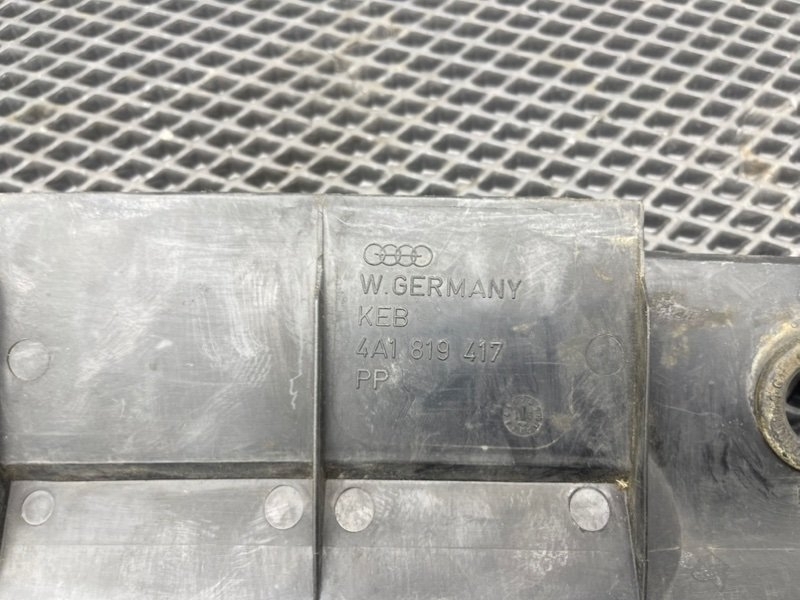 W. GERMANY
KEB
4A1 819 417
PP